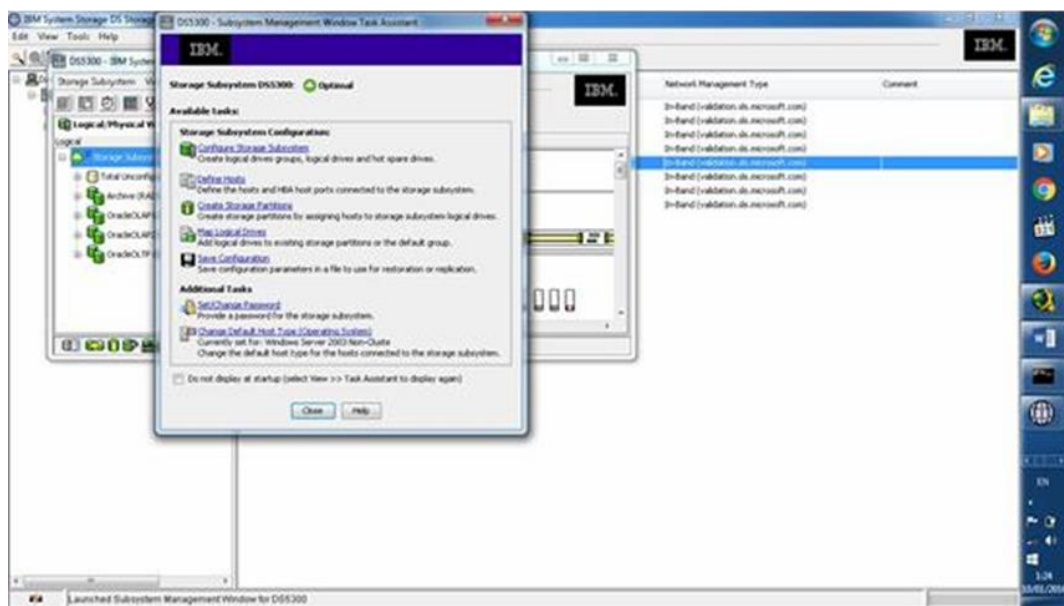 IBM System Storage DS Storage
Edit View Tools Help
IBM.
DS5300 - IBM System
Storage Subsystem
IBM.
Logical/Physical
Logical
Storage Subsyst
Total Unconfig
Archive (RAI
OracleOLAP
OracleOLAP2
OracleOLTP
DS5300 - Subsystem Management Window Task Assistant
IBM.
Storage Subsystem DS5300: Optimal
Available tasks:
Storage Subsystem Configuration:
Configure Storage Subsystem
Create logical drives groups, logical drives and hot spare drives.
Define Hosts
Define the hosts and HBA host ports connected to the storage subsystem.
Create Storage Partitions
Create storage partitions by assigning hosts to storage subsystem logical drives.
Map Logical Drives
Add logical drives to existing storage partitions or the default group.
Save Configuration
Save configuration parameters in a file to use for restoration or replication.
Additional Tasks
Set/Change Password
Provide a password for the storage subsystem.
Change Default Host Type (Operating System)
Currently set for: Windows Server 2003 Non-Cluste
Change the default host type for the hosts connected to the storage subsystem.
Do not display at startup (select View >> Task Assistant to display again)
Close Help
Network Management Type Comment
In-Band (validation.sls.microsoft.com)
In-Band (validation.sls.microsoft.com)
In-Band (validation.sls.microsoft.com)
In-Band (validation.sls.microsoft.com)
In-Band (validation.sls.microsoft.com)
In-Band (validation.sls.microsoft.com)
In-Band (validation.sls.microsoft.com)
In-Band (validation.sls.microsoft.com)
EN
Launched Subsystem Management Window for DS5300